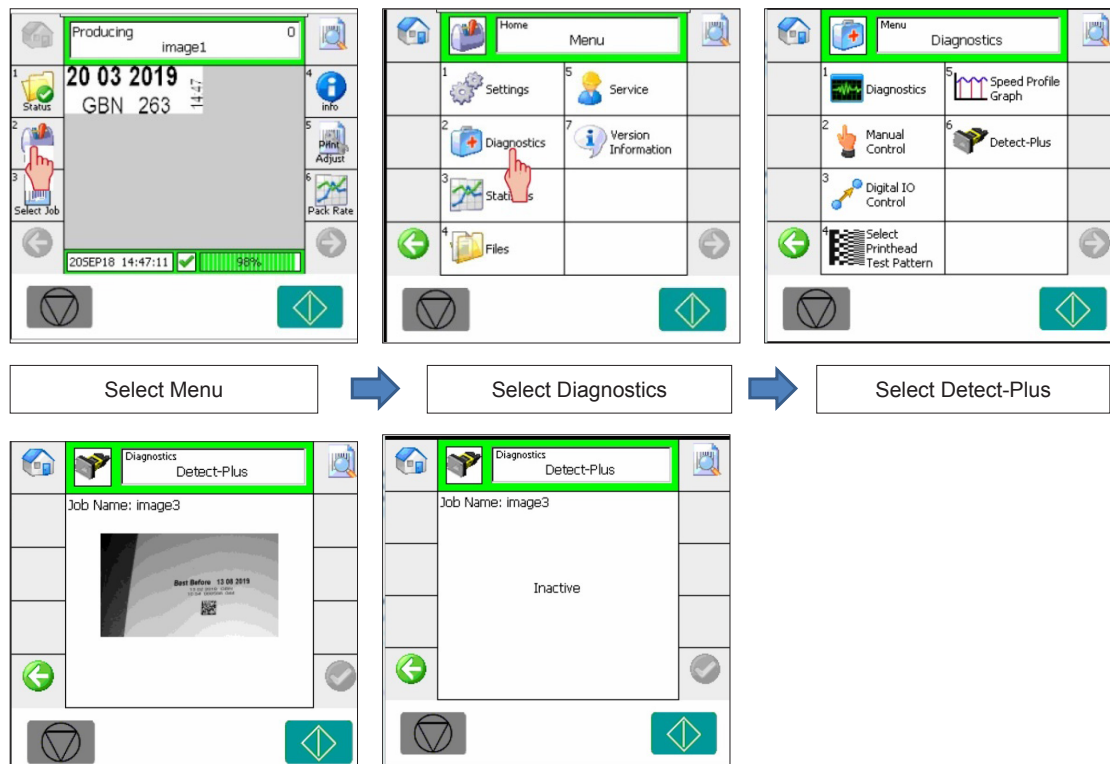 Producing 0
image1
1
Status
2
3
Select Job
20 03 2019
GBN 263
14:47
4
info
5
Print
Adjust
6
Pack Rate
20SEP18 14:47:11
98%
Home
Menu
1 Settings
5 Service
2 Diagnostics
7 Version
Information
3
4 Files
Menu
Diagnostics
1 Diagnostics
5 Speed Profile
Graph
2 Manual
Control
6 Detect-Plus
3 Digital IO
Control
4 Select
Printhead
Test Pattern
Select Menu
Select Diagnostics
Select Detect-Plus
Diagnostics
Detect-Plus
Job Name: image3
Best Before 13 08 2019
Diagnostics
Detect-Plus
Job Name: image3
Inactive